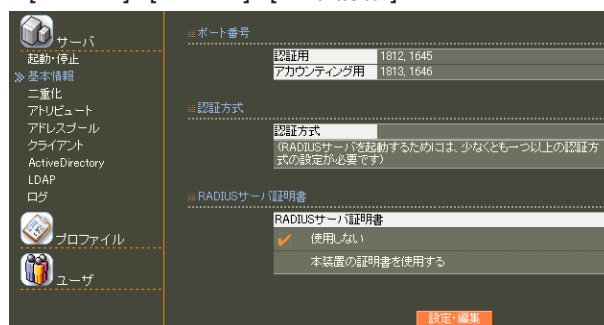 サーバ
起動・停止
基本情報
二重化
アトリビュート
アドレスプール
クライアント
ActiveDirectory
LDAP
ログ
プロファイル
ユーザ
ポート番号
認証用 1812, 1645
アカウンティング用 1813, 1646
認証方式
認証方式
(RADIUSサーバを起動するためには、少なくとも一つ以上の認証方
式の設定が必要です)
RADIUSサーバ証明書
RADIUSサーバ証明書
使用しない
本装置の証明書を使用する
設定・編集